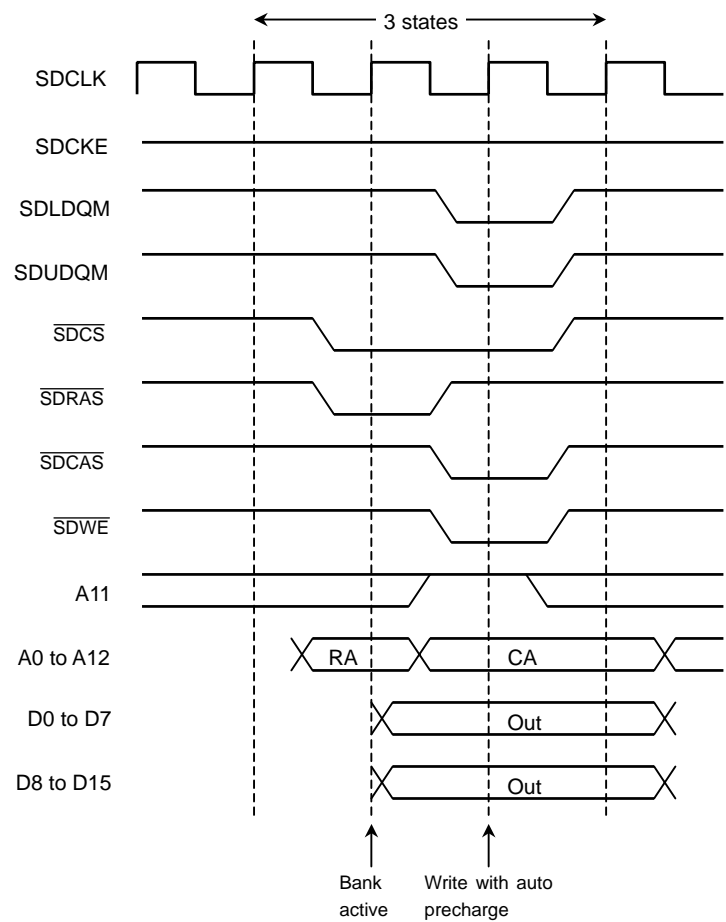 3 states
SDCLK
SDCKE
SDLDQM
SDUDQM
SDCS
SDRAS
SDCAS
SDWE
A11
A0 to A12
RA
CA
D0 to D7
Out
D8 to D15
Out
Bank
active
Write with auto
precharge